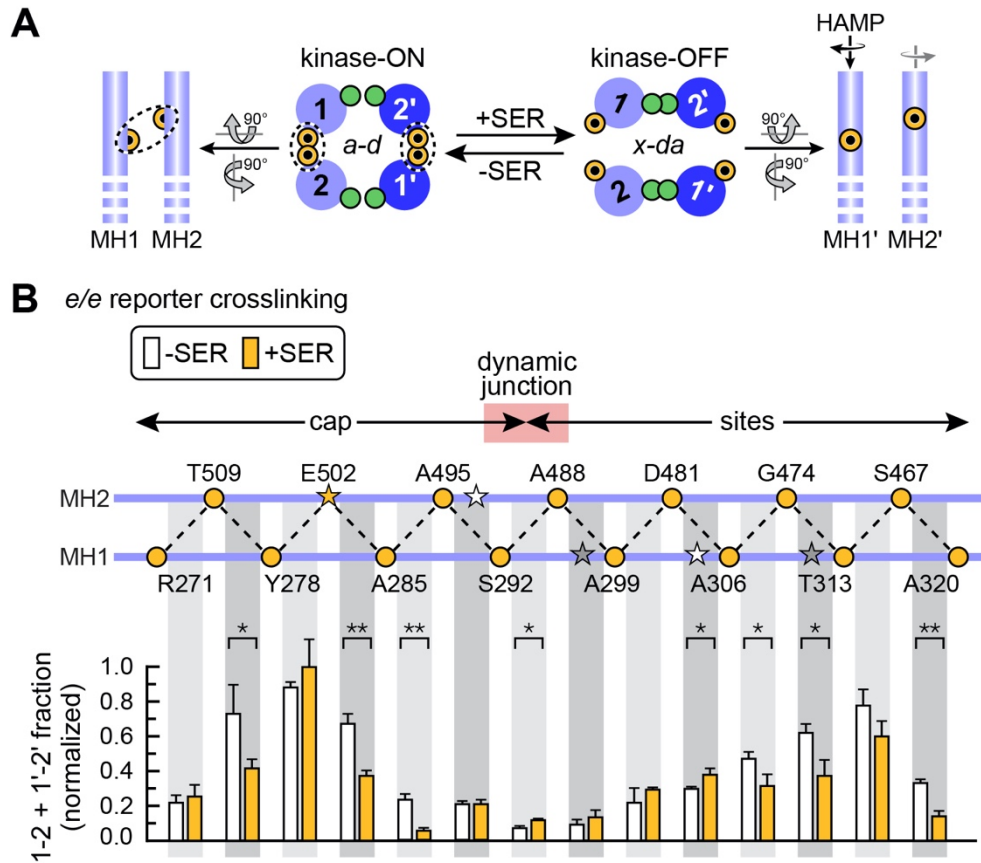 A
kinase-ON
kinase-OFF
HAMP
1 2' 1 2'
90° a-d +SER x-da 90°
90° -SER 90°
2 1' 2 1'
MH1 MH2 MH1' MH2'
B e/e reporter crosslinking
-SER +SER
dynamic
junction
cap sites
T509 E502 A495 A488 D481 G474 S467
MH2
MH1
R271 Y278 A285 S292 A299 A306 T313 A320
* ** ** * * * * **
1-2 + 1'-2' fraction
(normalized)
1.0
0.8
0.6
0.4
0.2
0.0